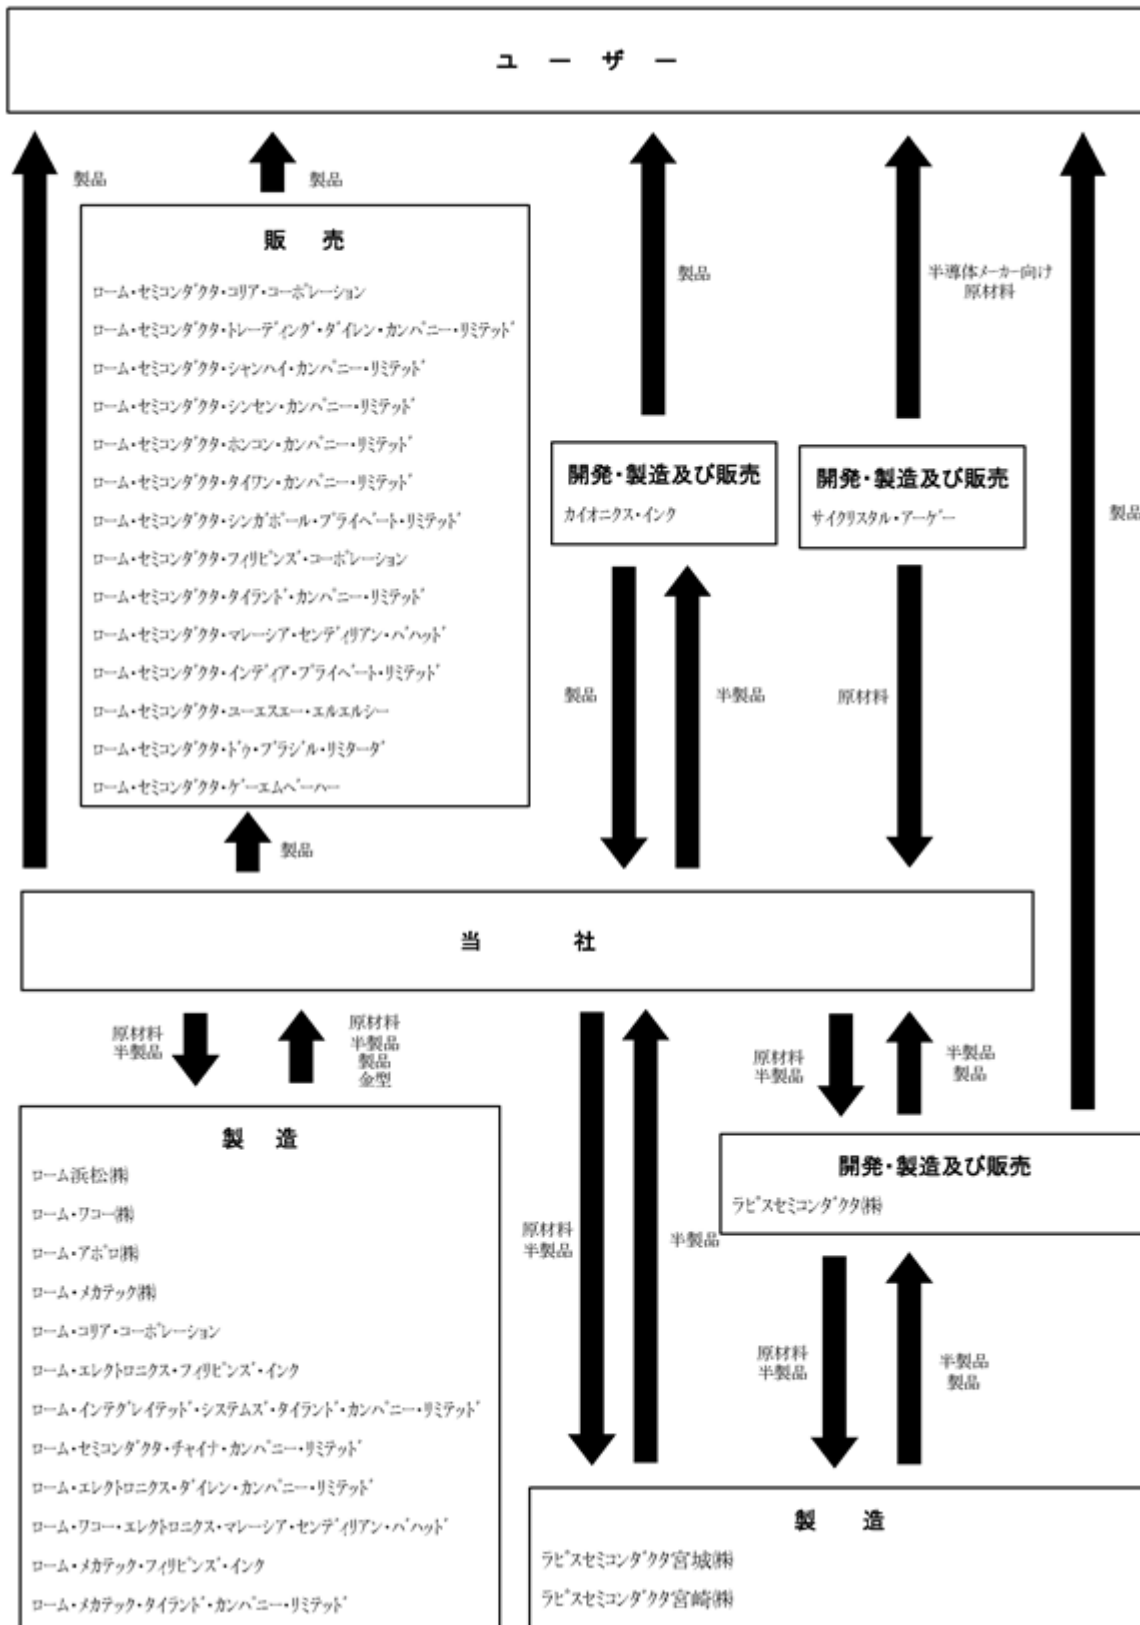 ユーザー
製品
製品
販売
ローム・セミコンダクタ・コリア・コーポレーション
ローム・セミコンダクタ・トレーディング・ダイレン・カンパニー・リミテッド
ローム・セミコンダクタ・シャンハイ・カンパニー・リミテッド
ローム・セミコンダクタ・シンセン・カンパニー・リミテッド
ローム・セミコンダクタ・ホンコン・カンパニー・リミテッド
ローム・セミコンダクタ・タイワン・カンパニー・リミテッド
ローム・セミコンダクタ・シンガポール・プライベート・リミテッド
ローム・セミコンダクタ・フィリピンズ・コーポレーション
ローム・セミコンダクタ・タイランド・カンパニー・リミテッド
ローム・セミコンダクタ・マレーシア・センディリアン・バハッド
ローム・セミコンダクタ・インディア・プライベート・リミテッド
ローム・セミコンダクタ・ユーエスエー・エルエルシー
ローム・セミコンダクタ・ドゥ・ブラジル・リミターダ
ローム・セミコンダクタ・ゲーエムベーハー
製品
製品
半導体メーカー向け
原材料
開発・製造及び販売
カイオニクス・インク
開発・製造及び販売
サイクリスタル・アーゲー
製品
製品
半製品
原材料
当社
原材料
半製品
原材料
半製品
製品
金型
原材料
半製品
半製品
製品
製造
ローム浜松㈱
ローム・ワコー㈱
ローム・アポロ㈱
ローム・メカテック㈱
ローム・コリア・コーポレーション
ローム・エレクトロニクス・フィリピンズ・インク
ローム・インテグレイテッド・システムズ・タイランド・カンパニー・リミテッド
ローム・セミコンダクタ・チャイナ・カンパニー・リミテッド
ローム・エレクトロニクス・ダイレン・カンパニー・リミテッド
ローム・ワコー・エレクトロニクス・マレーシア・センディリアン・バハッド
ローム・メカテック・フィリピンズ・インク
ローム・メカテック・タイランド・カンパニー・リミテッド
原材料
半製品
半製品
開発・製造及び販売
ラピスセミコンダクタ㈱
原材料
半製品
半製品
製品
製造
ラピスセミコンダクタ宮城㈱
ラピスセミコンダクタ宮崎㈱